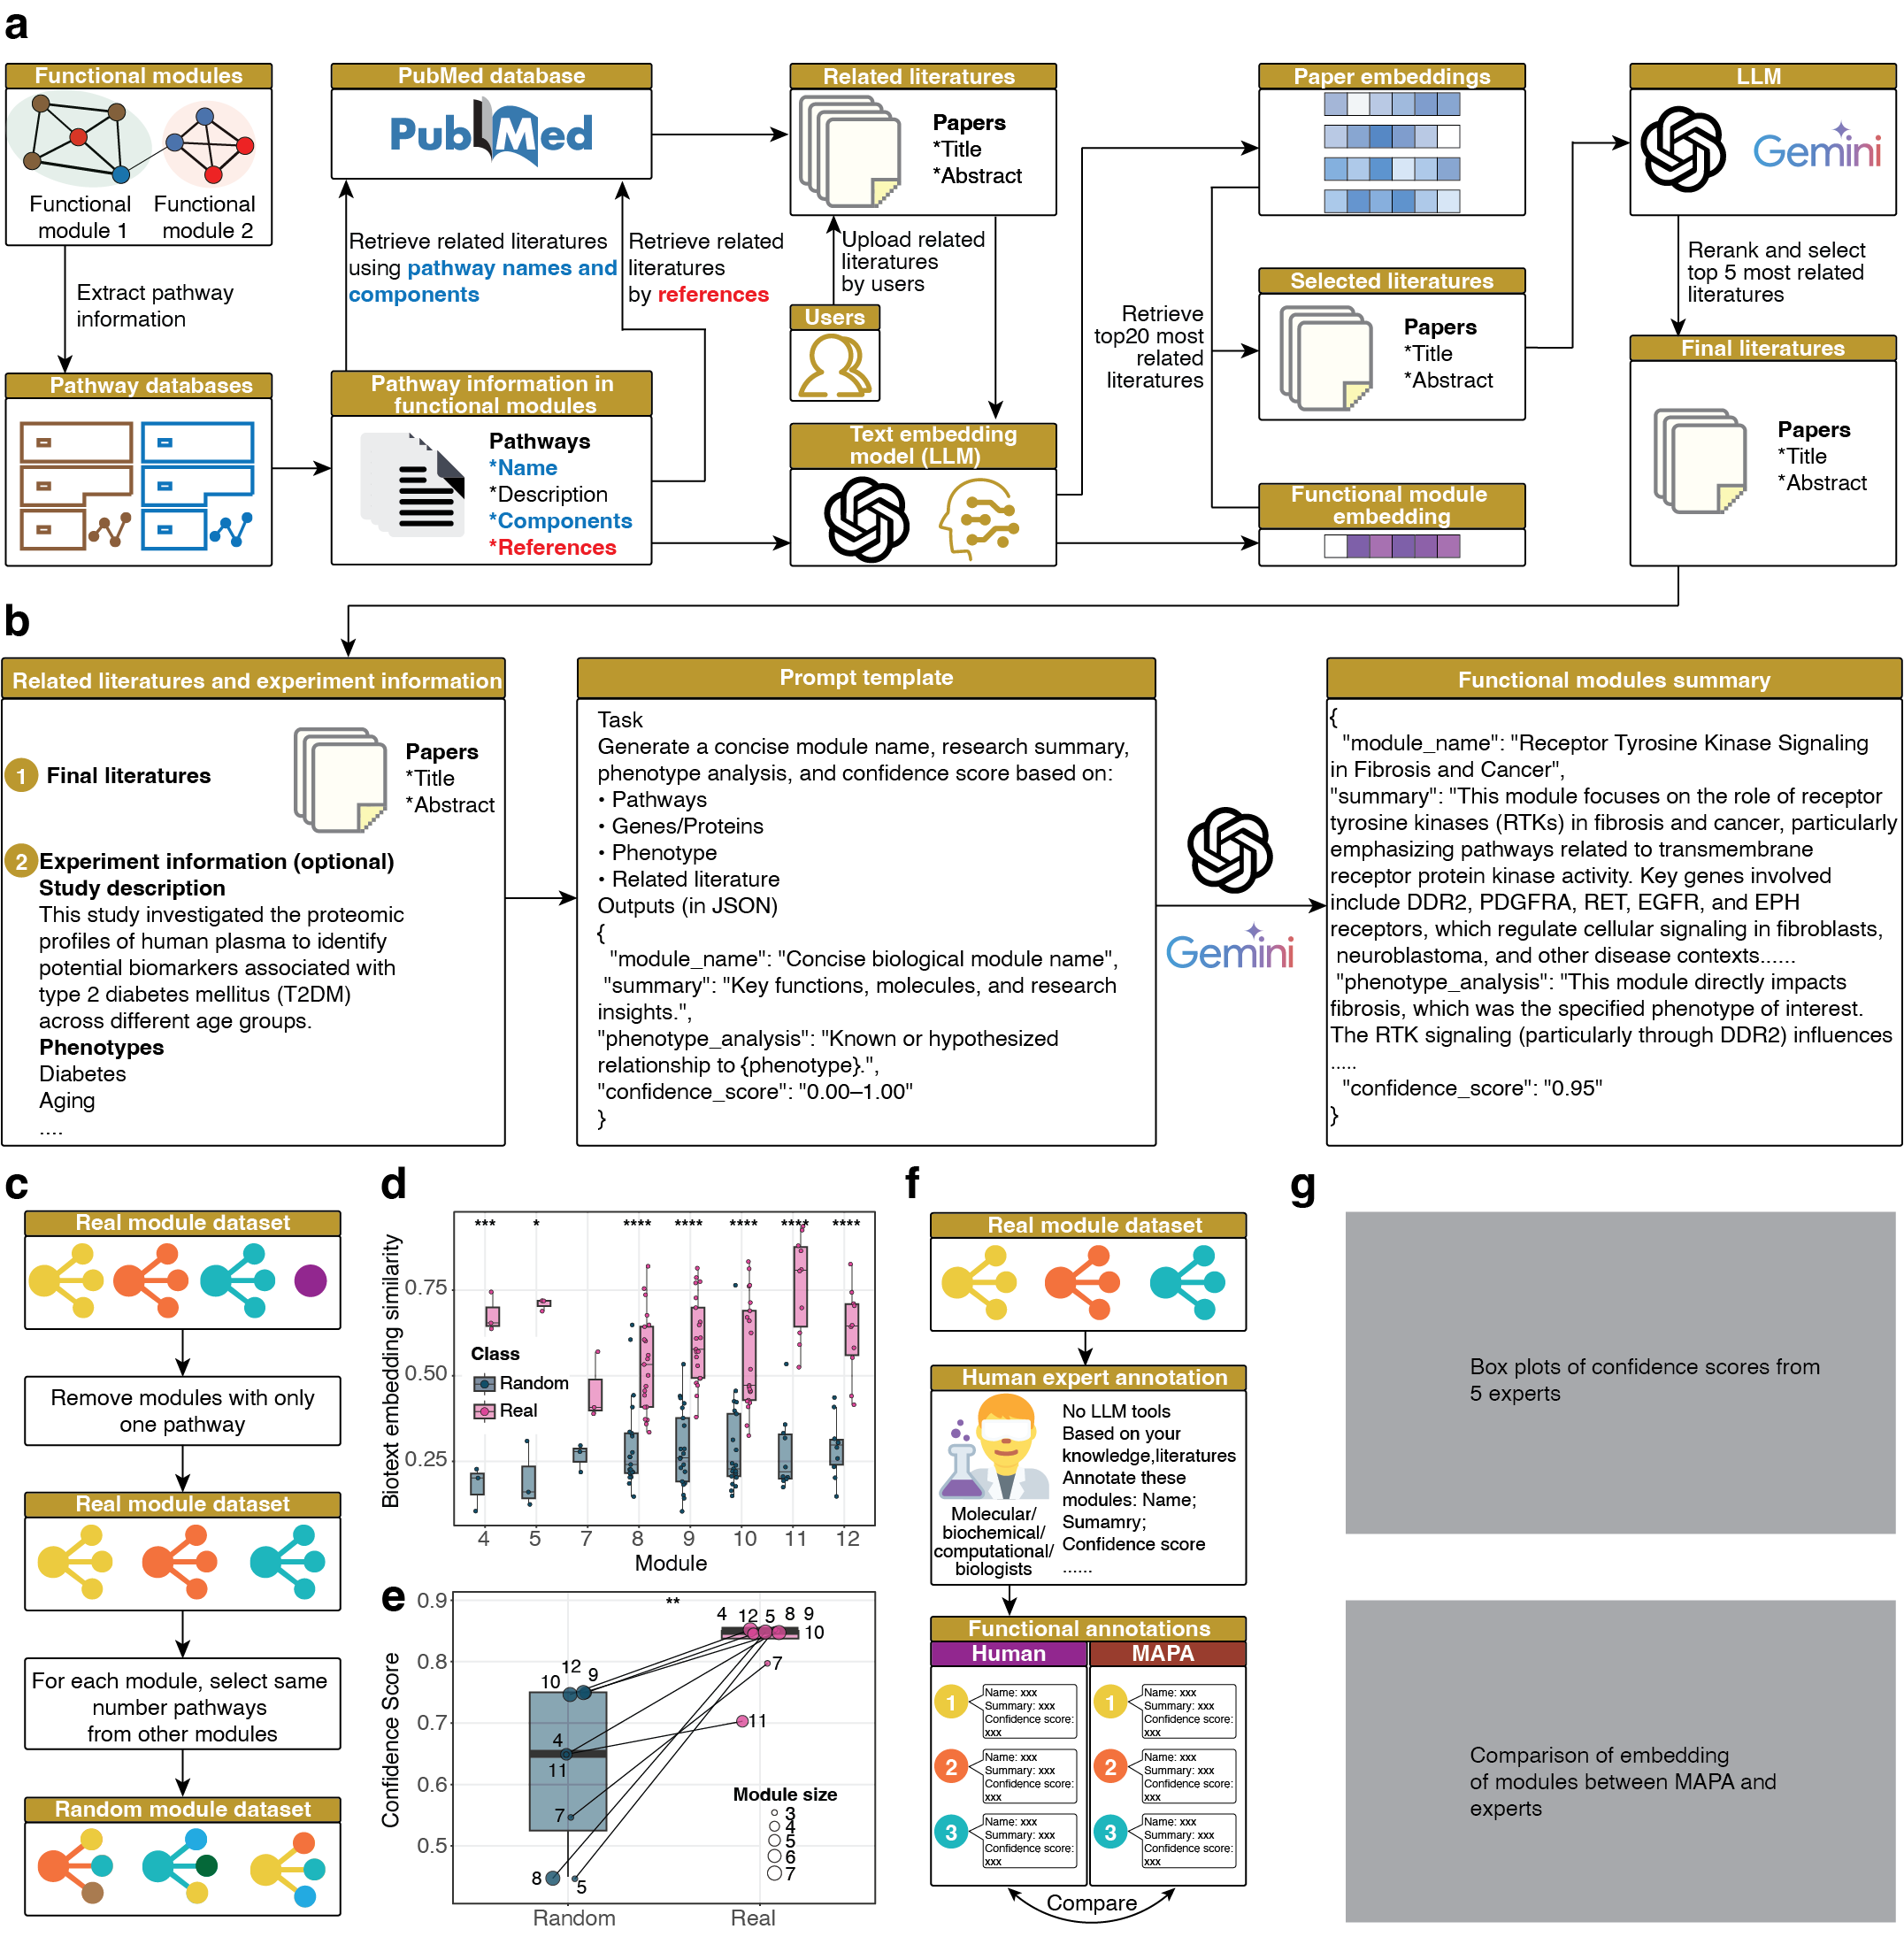 a
Functional modules
Functional
module 1
Functional
module 2
Extract pathway
information
Pathway databases
PubMed database
PubMed
Retrieve related literatures
using pathway names and
components
Retrieve related
literatures
by references
Pathway information in
functional modules
Pathways
*Name
*Description
*Components
*References
Related literatures
Papers
*Title
*Abstract
Upload related
literatures
by users
Users
Text embedding
model (LLM)
Paper embeddings
Retrieve
top20 most
related
literatures
Selected literatures
Papers
*Title
*Abstract
Functional module
embedding
LLM
Gemini
Rerank and select
top 5 most related
literatures
Final literatures
Papers
*Title
*Abstract
b
Related literatures and experiment information
1
Final literatures
Papers
*Title
*Abstract
2
Experiment information (optional)
Study description
This study investigated the proteomic
profiles of human plasma to identify
potential biomarkers associated with
type 2 diabetes mellitus (T2DM)
across different age groups.
Phenotypes
Diabetes
Aging
....
Prompt template
Task
Generate a concise module name, research summary,
phenotype analysis, and confidence score based on:
• Pathways
• Genes/Proteins
• Phenotype
• Related literature
Outputs (in JSON)
{
"module_name": "Concise biological module name",
"summary": "Key functions, molecules, and research
insights.",
"phenotype_analysis": "Known or hypothesized
relationship to {phenotype}.",
"confidence_score": "0.00–1.00"
}
Gemini
Functional modules summary
{
"module_name": "Receptor Tyrosine Kinase Signaling
in Fibrosis and Cancer",
"summary": "This module focuses on the role of receptor
tyrosine kinases (RTKs) in fibrosis and cancer, particularly
emphasizing pathways related to transmembrane
receptor protein kinase activity. Key genes involved
include DDR2, PDGFRA, RET, EGFR, and EPH
receptors, which regulate cellular signaling in fibroblasts,
neuroblastoma, and other disease contexts......
"phenotype_analysis": "This module directly impacts
fibrosis, which was the specified phenotype of interest.
The RTK signaling (particularly through DDR2) influences
.....
"confidence_score": "0.95"
}
c
Real module dataset
Remove modules with only
one pathway
Real module dataset
For each module, select same
number pathways
from other modules
Random module dataset
d
Biotext embedding similarity
0.75
0.50
0.25
*** * **** **** **** **** ****
Class
Random
Real
4 5 7 8 9 10 11 12
Module
e
Confidence Score
0.9
0.8
0.7
0.6
0.5
**
4 12 5 8 9
10
7
11
12
10 9
4
11
7
8
5
Module size
3
4
5
6
7
Random Real
f
Real module dataset
Human expert annotation
No LLM tools
Based on your
knowledge,literatures
Annotate these
modules: Name;
Sumamry;
Confidence score
......
Molecular/
biochemical/
computational/
biologists
Functional annotations
Human
MAPA
1
Name: xxx
Summary: xxx
Confidence score:
xxx
1
Name: xxx
Summary: xxx
Confidence score:
xxx
2
Name: xxx
Summary: xxx
Confidence score:
xxx
2
Name: xxx
Summary: xxx
Confidence score:
xxx
3
Name: xxx
Summary: xxx
Confidence score:
xxx
3
Name: xxx
Summary: xxx
Confidence score:
xxx
Compare
g
Box plots of confidence scores from
5 experts
Comparison of embedding
of modules between MAPA and
experts